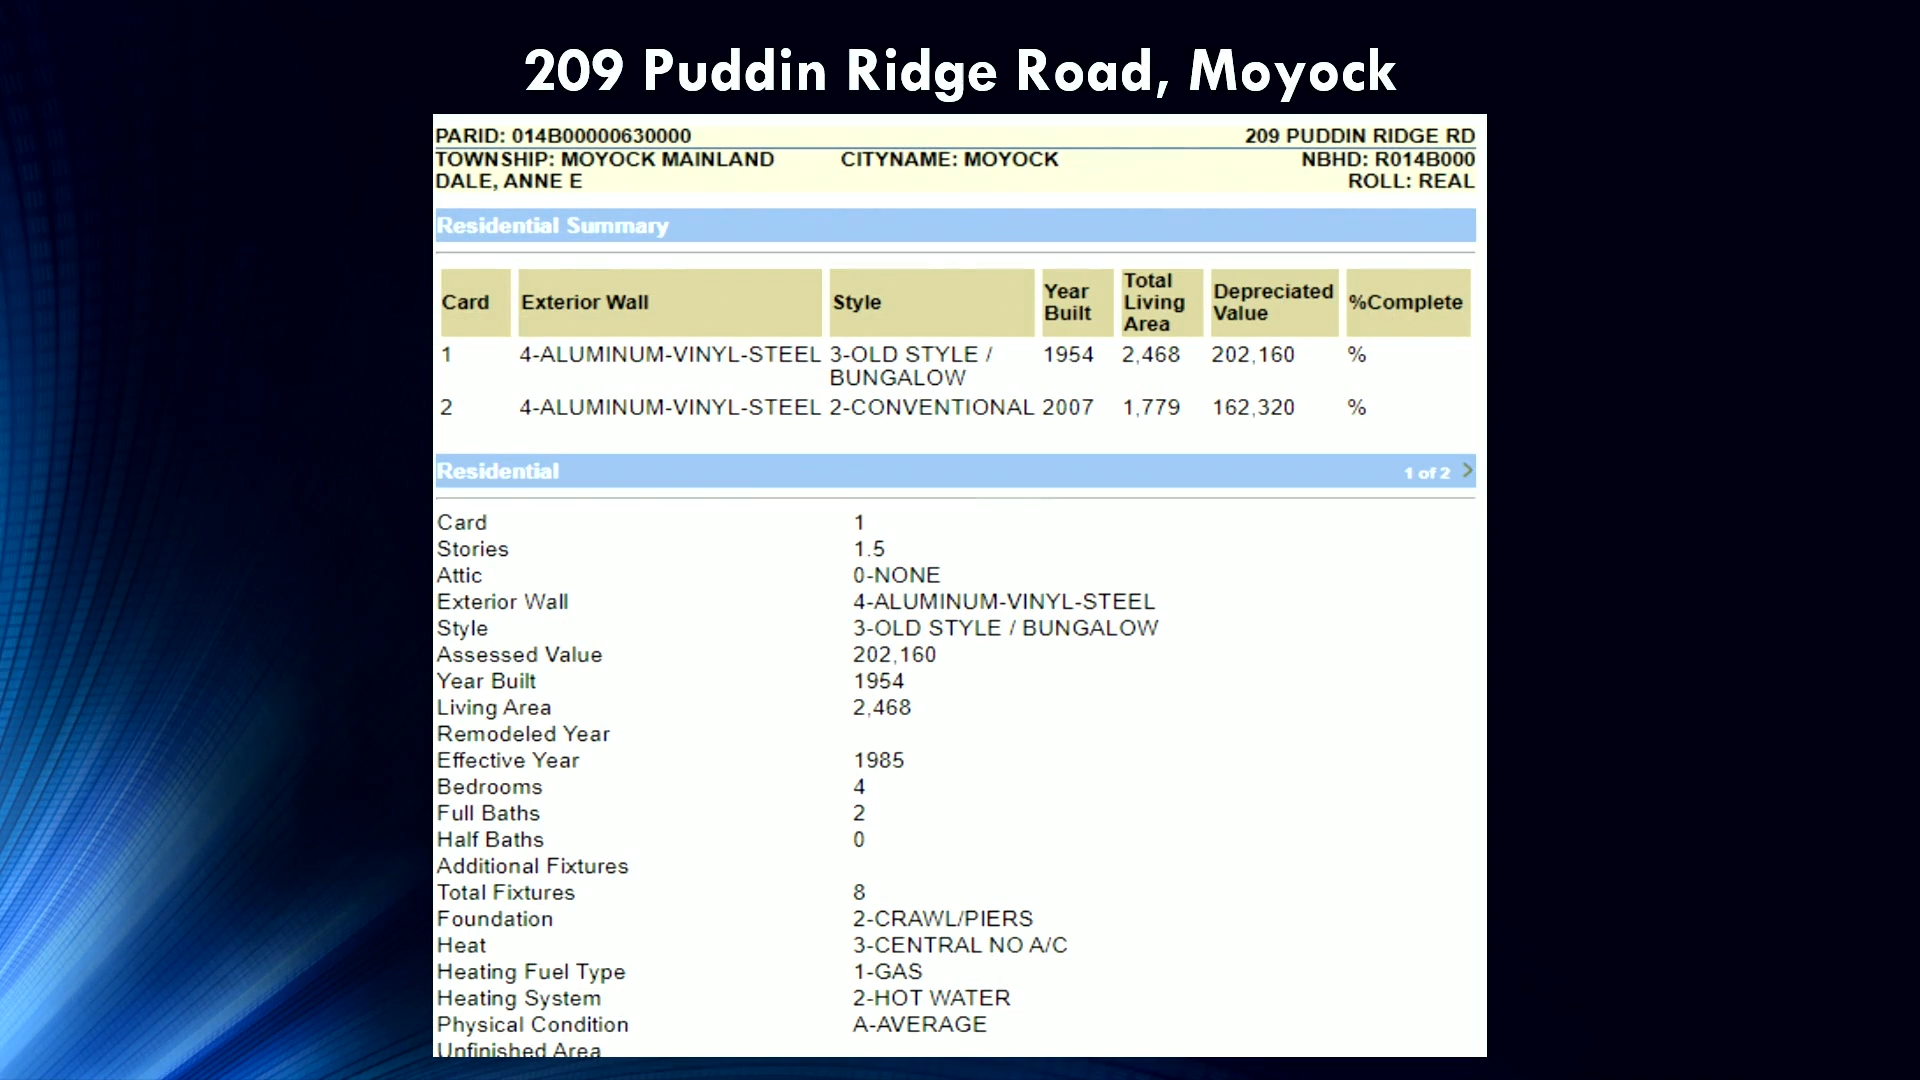 209 Puddin Ridge Road, Moyock
PARID: 014B00000630000 209 PUDDIN RIDGE RD
TOWNSHIP: MOYOCK MAINLAND CITYNAME: MOYOCK NBHD: R014B000
DALE, ANNE E ROLL: REAL
Residential Summary
Card Exterior Wall Style Year Built Total Living Area Depreciated Value %Complete
1 4-ALUMINUM-VINYL-STEEL 3-OLD STYLE / BUNGALOW 1954 2,468 202,160 %
2 4-ALUMINUM-VINYL-STEEL 2-CONVENTIONAL 2007 1,779 162,320 %
Residential 1 of 2 >
Card 1
Stories 1.5
Attic 0-NONE
Exterior Wall 4-ALUMINUM-VINYL-STEEL
Style 3-OLD STYLE / BUNGALOW
Assessed Value 202,160
Year Built 1954
Living Area 2,468
Remodeled Year
Effective Year 1985
Bedrooms 4
Full Baths 2
Half Baths 0
Additional Fixtures
Total Fixtures 8
Foundation 2-CRAWL/PIERS
Heat 3-CENTRAL NO A/C
Heating Fuel Type 1-GAS
Heating System 2-HOT WATER
Physical Condition A-AVERAGE
Unfinished Area